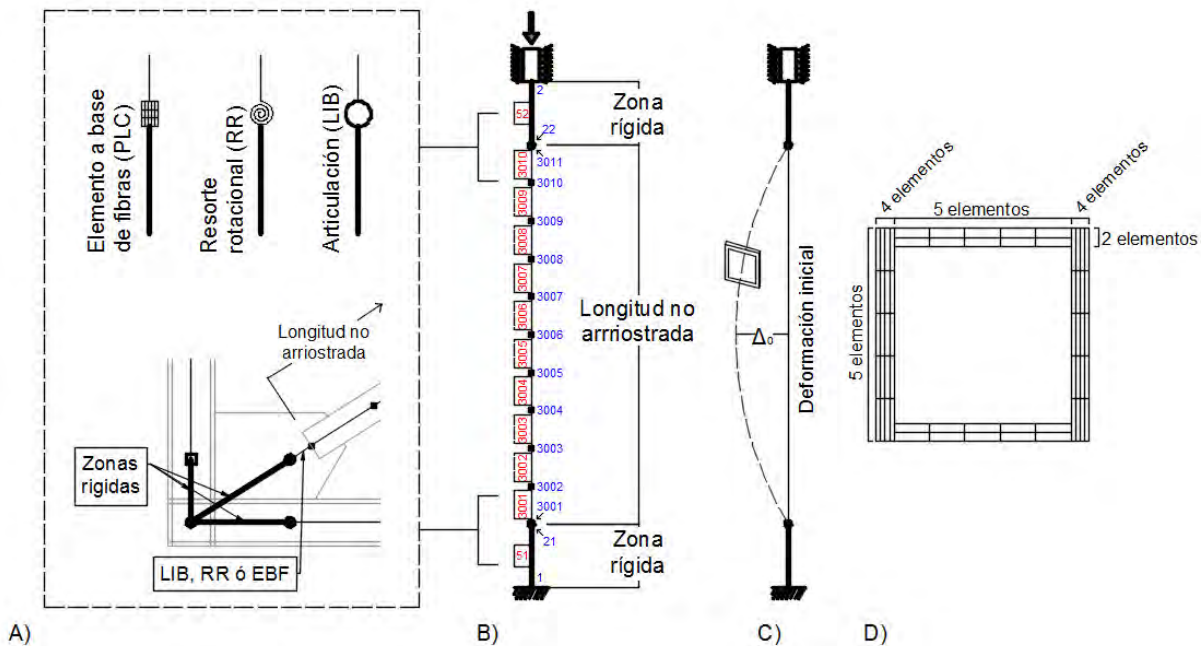 Elemento a base
de fibras (PLC)
Resorte
rotacional (RR)
Articulación (LIB)
Longitud no
arriostrada
Zonas
rigidas
LIB, RR ó EBF
A)
2
52
22
3011
3010
3010
3009
3009
3008
3008
3007
3007
3006
3006
3005
3005
3004
3004
3003
3003
3002
3002
3001
3001
21
51
1
Zona
rígida
Longitud no
arrriostrada
Zona
rígida
B)
Δ₀
Deformación inicial
C)
4 elementos
5 elementos
4 elementos
2 elementos
5 elementos
D)